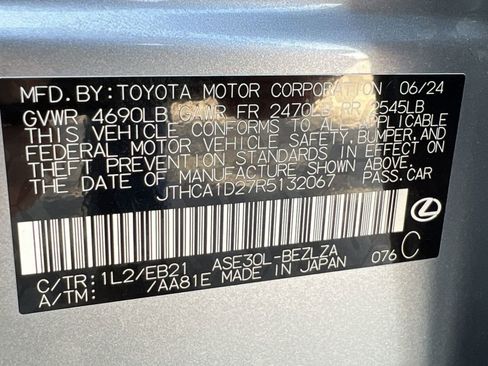 MFD. BY: TOYOTA MOTOR CORPORATION 06/24
GVWR 4690LB GAWR FR 2470LB RR 2545LB
THIS VEHICLE CONFORMS TO ALL APPLICABLE
FEDERAL MOTOR VEHICLE SAFETY, BUMPER, AND
THEFT PREVENTION STANDARDS IN EFFECT ON
THE DATE OF MANUFACTURE SHOWN ABOVE.
JTHCA1D27R5132067 PASS. CAR
C/TR: 1L2/EB21 ASE30L-BEZLZA 076 C
A/TM: /AA81E MADE IN JAPAN